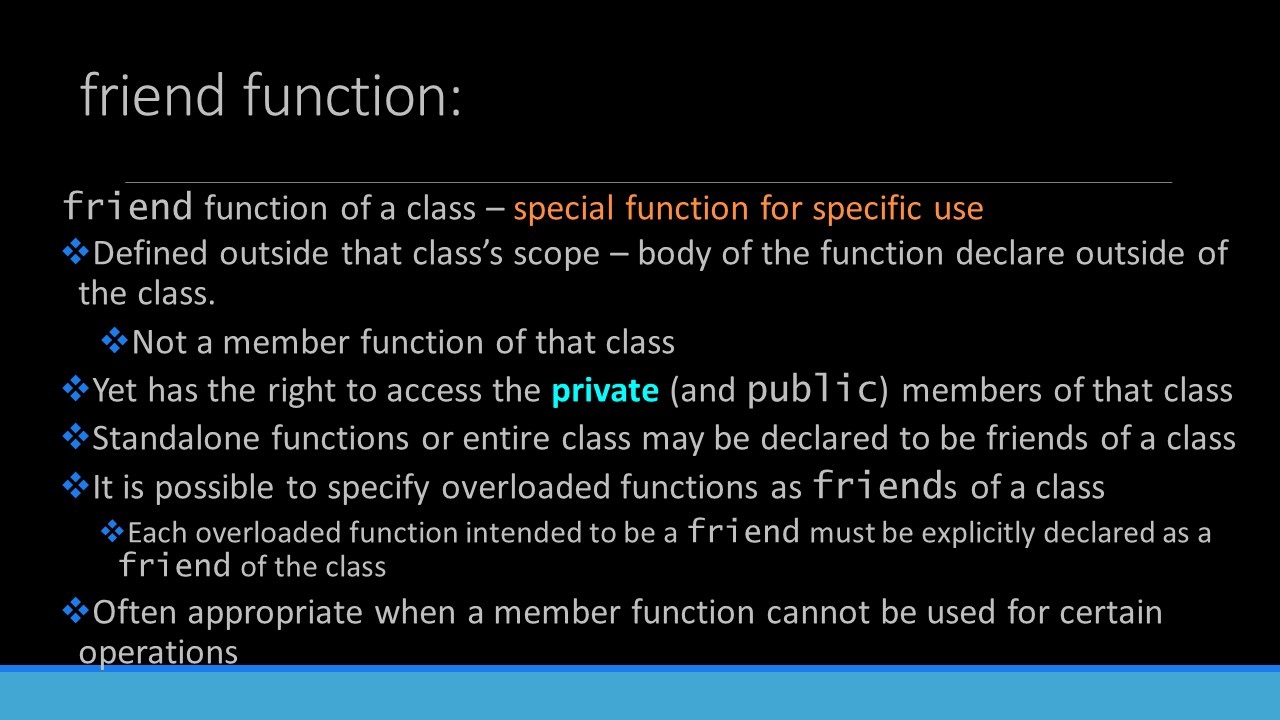 friend function:
friend function of a class – special function for specific use
❖Defined outside that class’s scope – body of the function declare outside of
the class.
❖Not a member function of that class
❖Yet has the right to access the private (and public) members of that class
❖Standalone functions or entire class may be declared to be friends of a class
❖It is possible to specify overloaded functions as friends of a class
❖Each overloaded function intended to be a friend must be explicitly declared as a
friend of the class
❖Often appropriate when a member function cannot be used for certain
operations